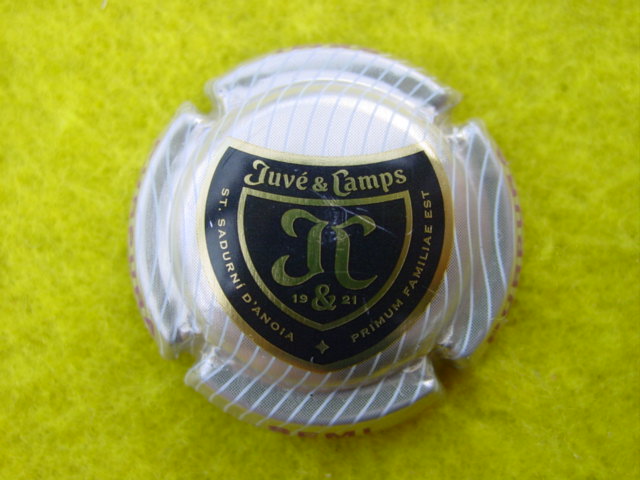 Juvé & Camps
JC
19 & 21
ST. SADURNÍ D'ANOIA
PRIMUM FAMILIAE EST